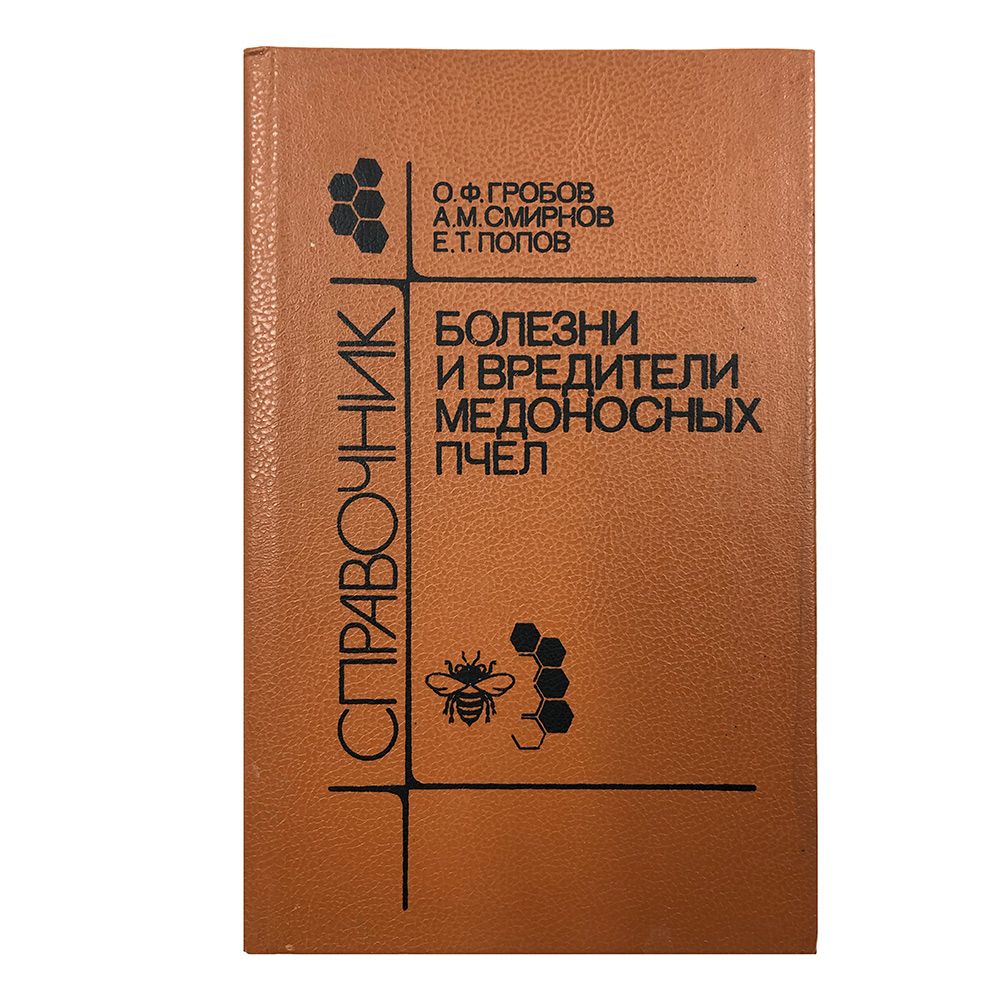 О.Ф.ГРОБОВ
А.М.СМИРНОВ
Е.Т.ПОПОВ
БОЛЕЗНИ
И ВРЕДИТЕЛИ
МЕДОНОСНЫХ
ПЧЕЛ
СПРАВОЧНИК